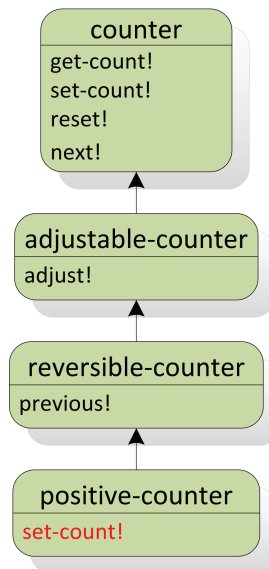 counter
get-count!
set-count!
reset!
next!
adjustable-counter
adjust!
reversible-counter
previous!
positive-counter
set-count!